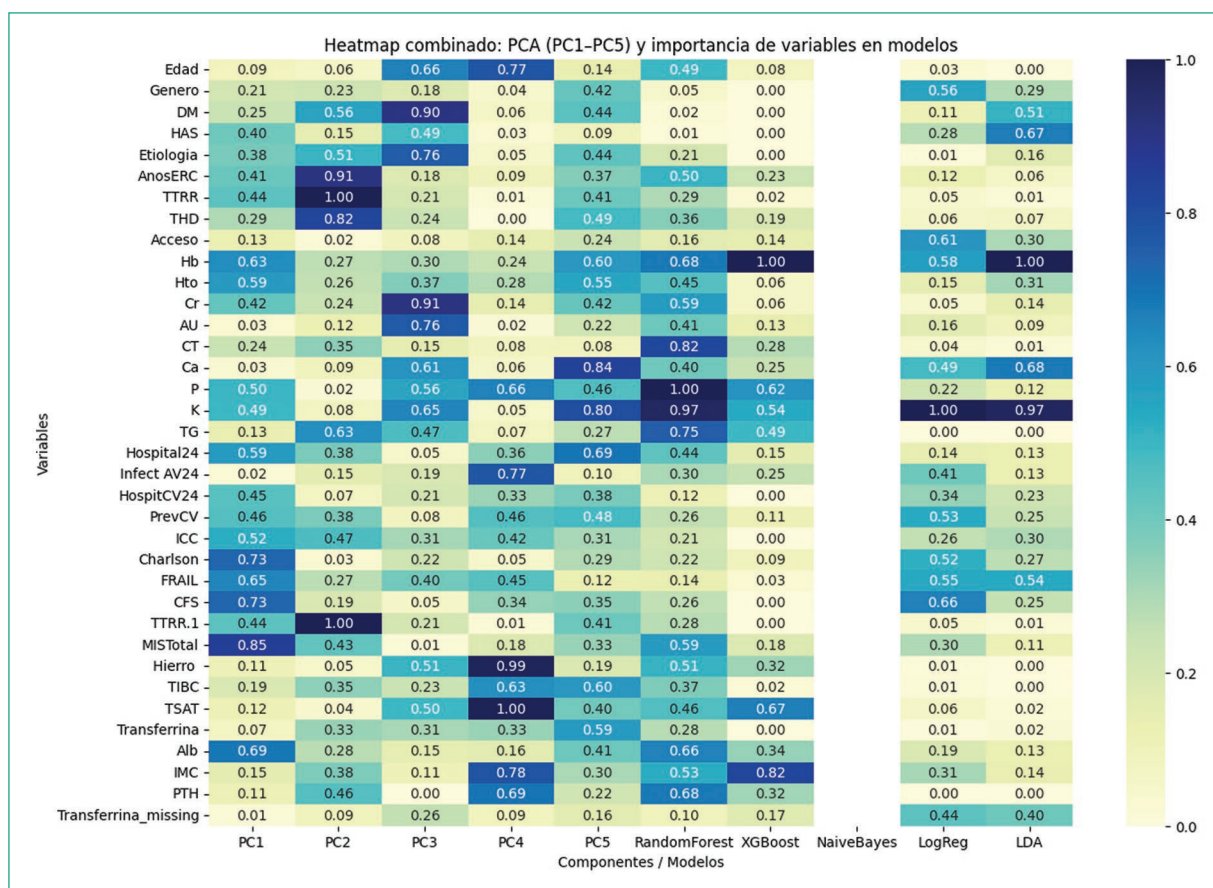 Heatmap combinado: PCA (PC1–PC5) y importancia de variables en modelos
Edad 0.09 0.06 0.66 0.77 0.14 0.49 0.08 0.03 0.00
Genero 0.21 0.23 0.18 0.04 0.42 0.05 0.00 0.56 0.29
DM 0.25 0.56 0.90 0.06 0.44 0.02 0.00 0.11 0.51
HAS 0.40 0.15 0.49 0.03 0.09 0.01 0.00 0.28 0.67
Etiologia 0.38 0.51 0.76 0.05 0.44 0.21 0.00 0.01 0.16
AnosERC 0.41 0.91 0.18 0.09 0.37 0.50 0.23 0.12 0.06
TTRR 0.44 1.00 0.21 0.01 0.41 0.29 0.02 0.05 0.01
THD 0.29 0.82 0.24 0.00 0.49 0.36 0.19 0.06 0.07
Acceso 0.13 0.02 0.08 0.14 0.24 0.16 0.14 0.61 0.30
Hb 0.63 0.27 0.30 0.24 0.60 0.68 1.00 0.58 1.00
Hto 0.59 0.26 0.37 0.28 0.55 0.45 0.06 0.15 0.31
Cr 0.42 0.24 0.91 0.14 0.42 0.59 0.06 0.05 0.14
AU 0.03 0.12 0.76 0.02 0.22 0.41 0.13 0.16 0.09
CT 0.24 0.35 0.15 0.08 0.08 0.82 0.28 0.04 0.01
Ca 0.03 0.09 0.61 0.06 0.84 0.40 0.25 0.49 0.68
P 0.50 0.02 0.56 0.66 0.46 1.00 0.62 0.22 0.12
K 0.49 0.08 0.65 0.05 0.80 0.97 0.54 1.00 0.97
TG 0.13 0.63 0.47 0.07 0.27 0.75 0.49 0.00 0.00
Hospital24 0.59 0.38 0.05 0.36 0.69 0.44 0.15 0.14 0.13
Infect AV24 0.02 0.15 0.19 0.77 0.10 0.30 0.25 0.41 0.13
HospitCV24 0.45 0.07 0.21 0.33 0.38 0.12 0.00 0.34 0.23
PrevCV 0.46 0.38 0.08 0.46 0.48 0.26 0.11 0.53 0.25
ICC 0.52 0.47 0.31 0.42 0.31 0.21 0.00 0.26 0.30
Charlson 0.73 0.03 0.22 0.05 0.29 0.22 0.09 0.52 0.27
FRAIL 0.65 0.27 0.40 0.45 0.12 0.14 0.03 0.55 0.54
CFS 0.73 0.19 0.05 0.34 0.35 0.26 0.00 0.66 0.25
TTRR.1 0.44 1.00 0.21 0.01 0.41 0.28 0.00 0.05 0.01
MISTotal 0.85 0.43 0.01 0.18 0.33 0.59 0.18 0.30 0.11
Hierro 0.11 0.05 0.51 0.99 0.19 0.51 0.32 0.01 0.00
TIBC 0.19 0.35 0.23 0.63 0.60 0.37 0.02 0.01 0.00
TSAT 0.12 0.04 0.50 1.00 0.40 0.46 0.67 0.06 0.02
Transferrina 0.07 0.33 0.31 0.33 0.59 0.28 0.00 0.01 0.02
Alb 0.69 0.28 0.15 0.16 0.41 0.66 0.34 0.19 0.13
IMC 0.15 0.38 0.11 0.78 0.30 0.53 0.82 0.31 0.14
PTH 0.11 0.46 0.00 0.69 0.22 0.68 0.32 0.00 0.00
Transferrina_missing 0.01 0.09 0.26 0.09 0.16 0.10 0.17 0.44 0.40
PC1 PC2 PC3 PC4 PC5 RandomForest XGBoost NaiveBayes LogReg LDA
Componentes / Modelos
Variables
1.0
0.8
0.6
0.4
0.2
0.0